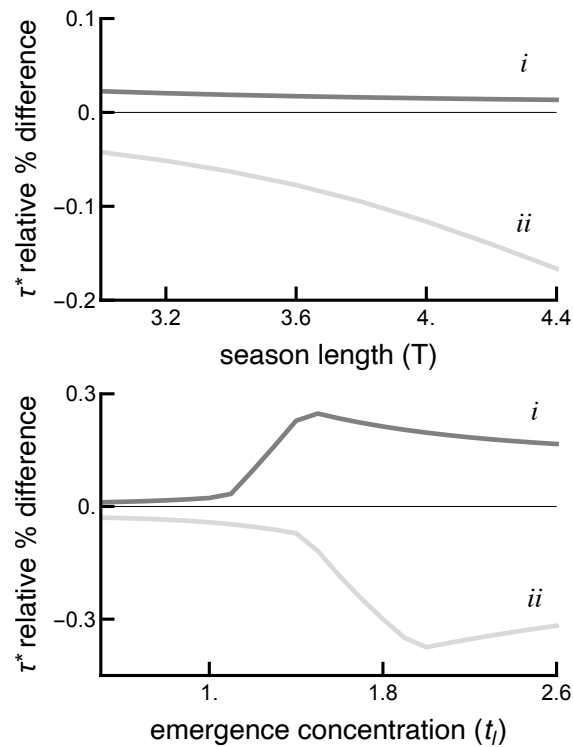 0.1
0.
−0.1
−0.2
τ* relative % difference
i
ii
3.2 3.6 4. 4.4
season length (T)
0.3
0.
−0.3
τ* relative % difference
i
ii
1. 1.8 2.6
emergence concentration (t_l)